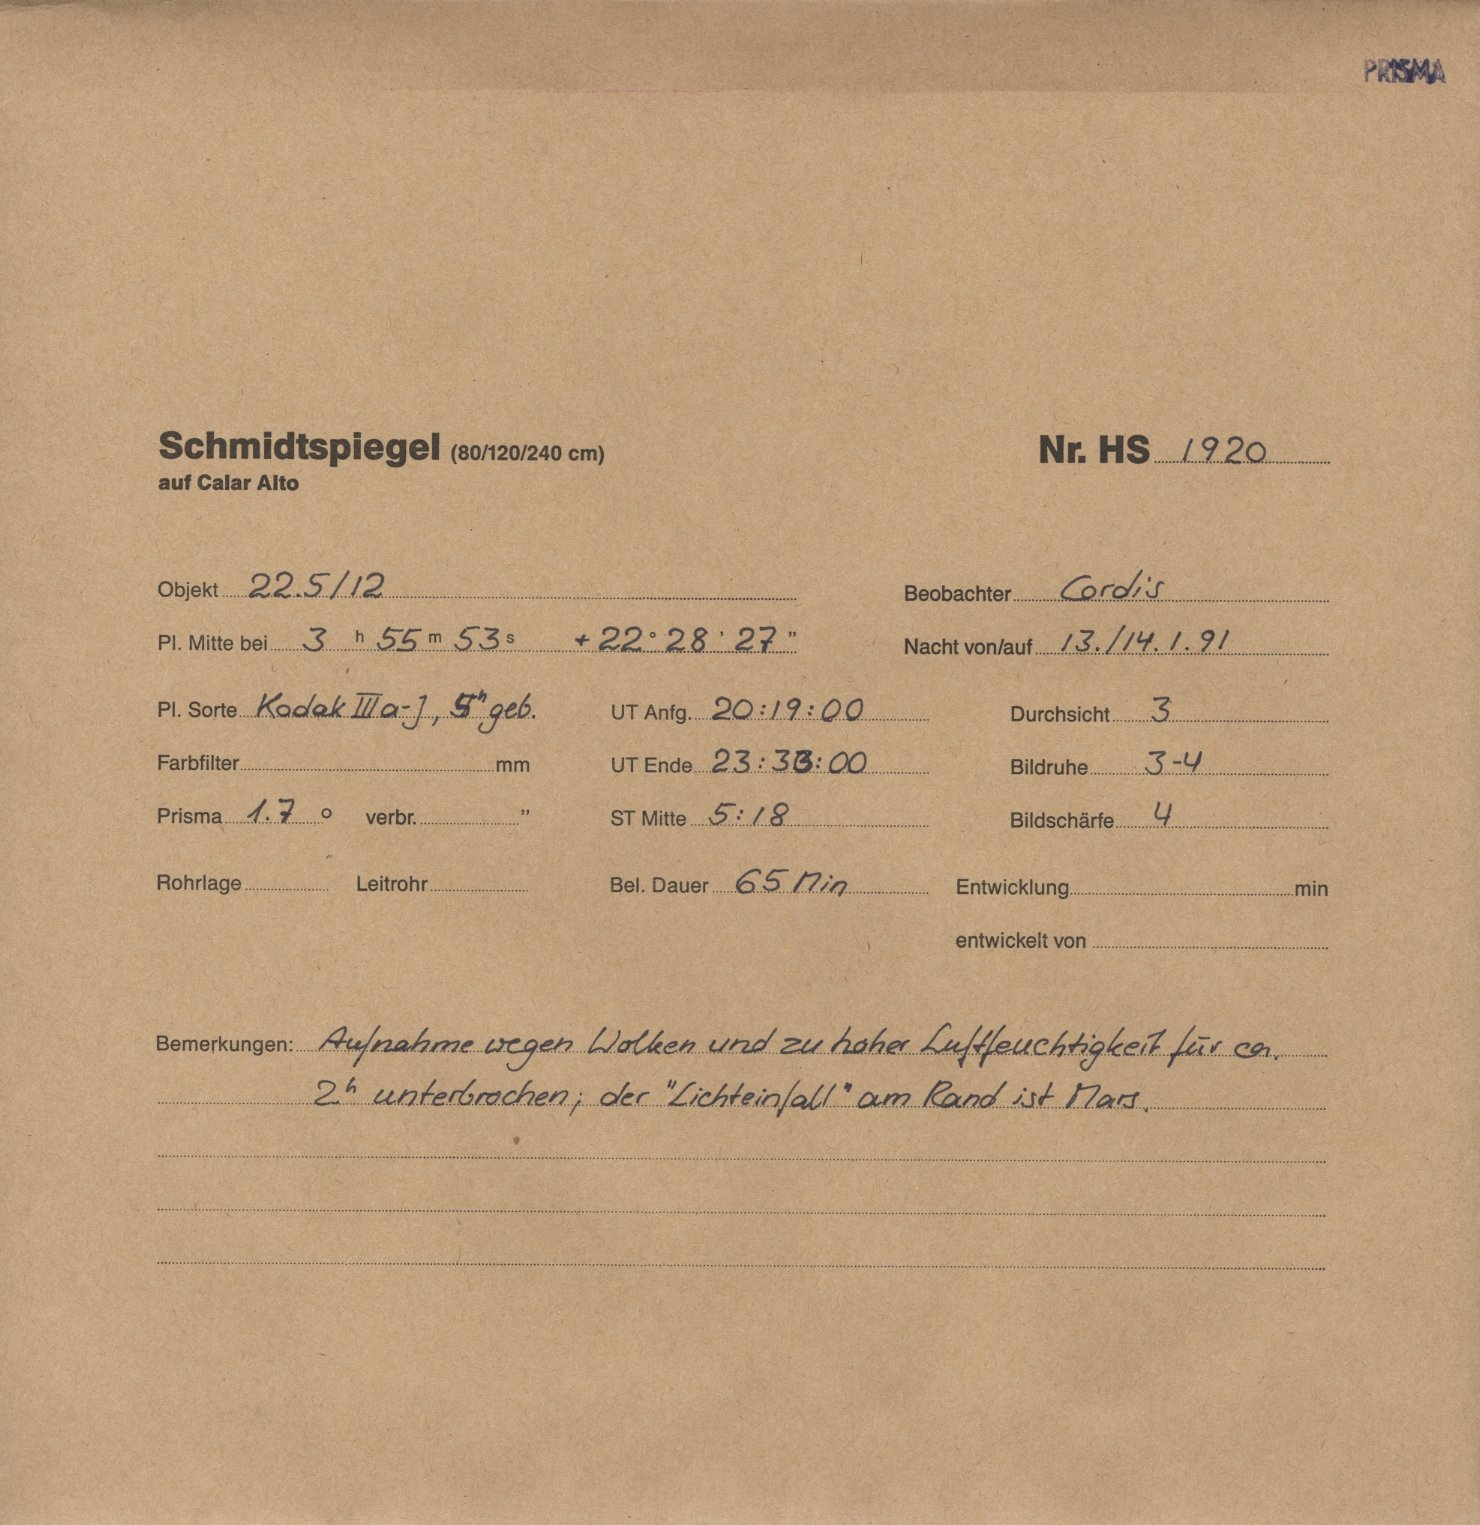 PRISMA
Schmidtspiegel (80/120/240 cm) Nr. HS 1920
auf Calar Alto
Objekt 22.5/12 Beobachter Cordis
Pl. Mitte bei 3 h 55 m 53 s +22° 28' 27" Nacht von/auf 13./14.1.91
Pl. Sorte Kodak IIIa-J, 5h geb. UT Anfg. 20:19:00 Durchsicht 3
Farbfilter mm UT Ende 23:33:00 Bildruhe 3-4
Prisma 1.7 ° verbr. " ST Mitte 5:18 Bildschärfe 4
Rohrlage Leitrohr Bel. Dauer 65 Min Entwicklung min
entwickelt von
Bemerkungen: Aufnahme wegen Wolken und zu hoher Luftfeuchtigkeit für ca.
2h unterbrochen; der "Lichteinfall" am Rand ist Mars.